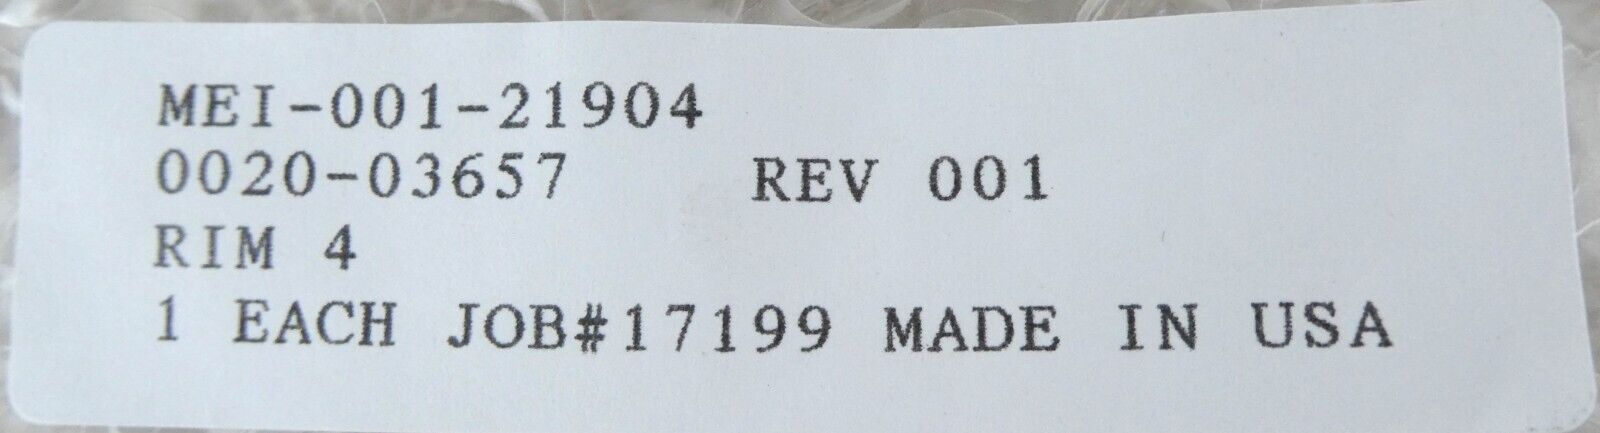 MEI-001-21904
0020-03657 REV 001
RIM 4
1 EACH JOB#17199 MADE IN USA